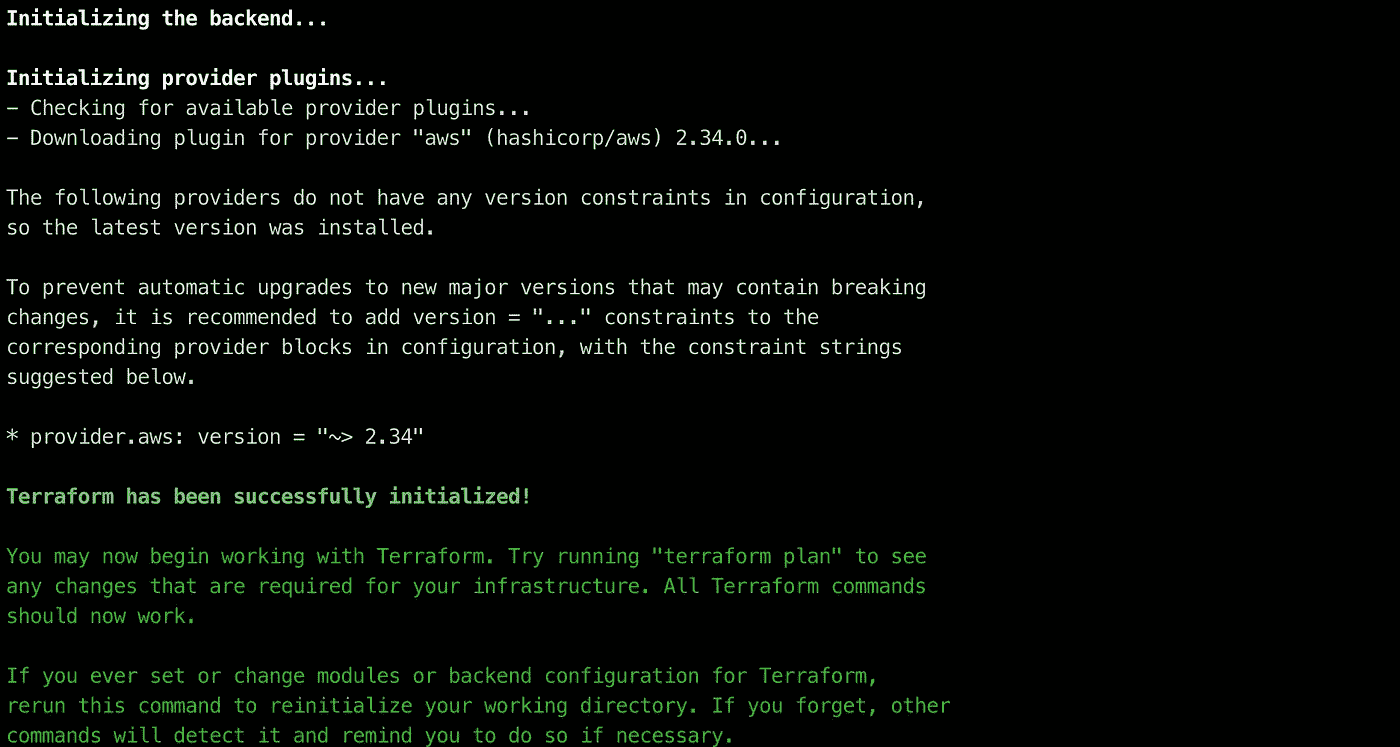 Initializing the backend...
Initializing provider plugins...
- Checking for available provider plugins...
- Downloading plugin for provider "aws" (hashicorp/aws) 2.34.0...
The following providers do not have any version constraints in configuration,
so the latest version was installed.
To prevent automatic upgrades to new major versions that may contain breaking
changes, it is recommended to add version = "..." constraints to the
corresponding provider blocks in configuration, with the constraint strings
suggested below.
* provider.aws: version = "~> 2.34"
Terraform has been successfully initialized!
You may now begin working with Terraform. Try running "terraform plan" to see
any changes that are required for your infrastructure. All Terraform commands
should now work.
If you ever set or change modules or backend configuration for Terraform,
rerun this command to reinitialize your working directory. If you forget, other
commands will detect it and remind you to do so if necessary.